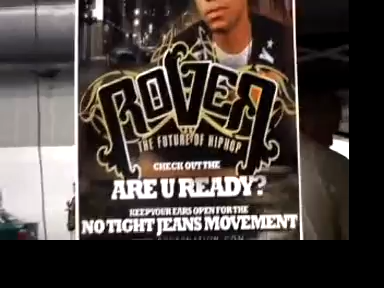 ROGER
THE FUTURE OF HIPHOP
CHECK OUT THE
ARE U READY?
KEEP YOUR EARS OPEN FOR THE
NO TIGHT JEANS MOVEMENT